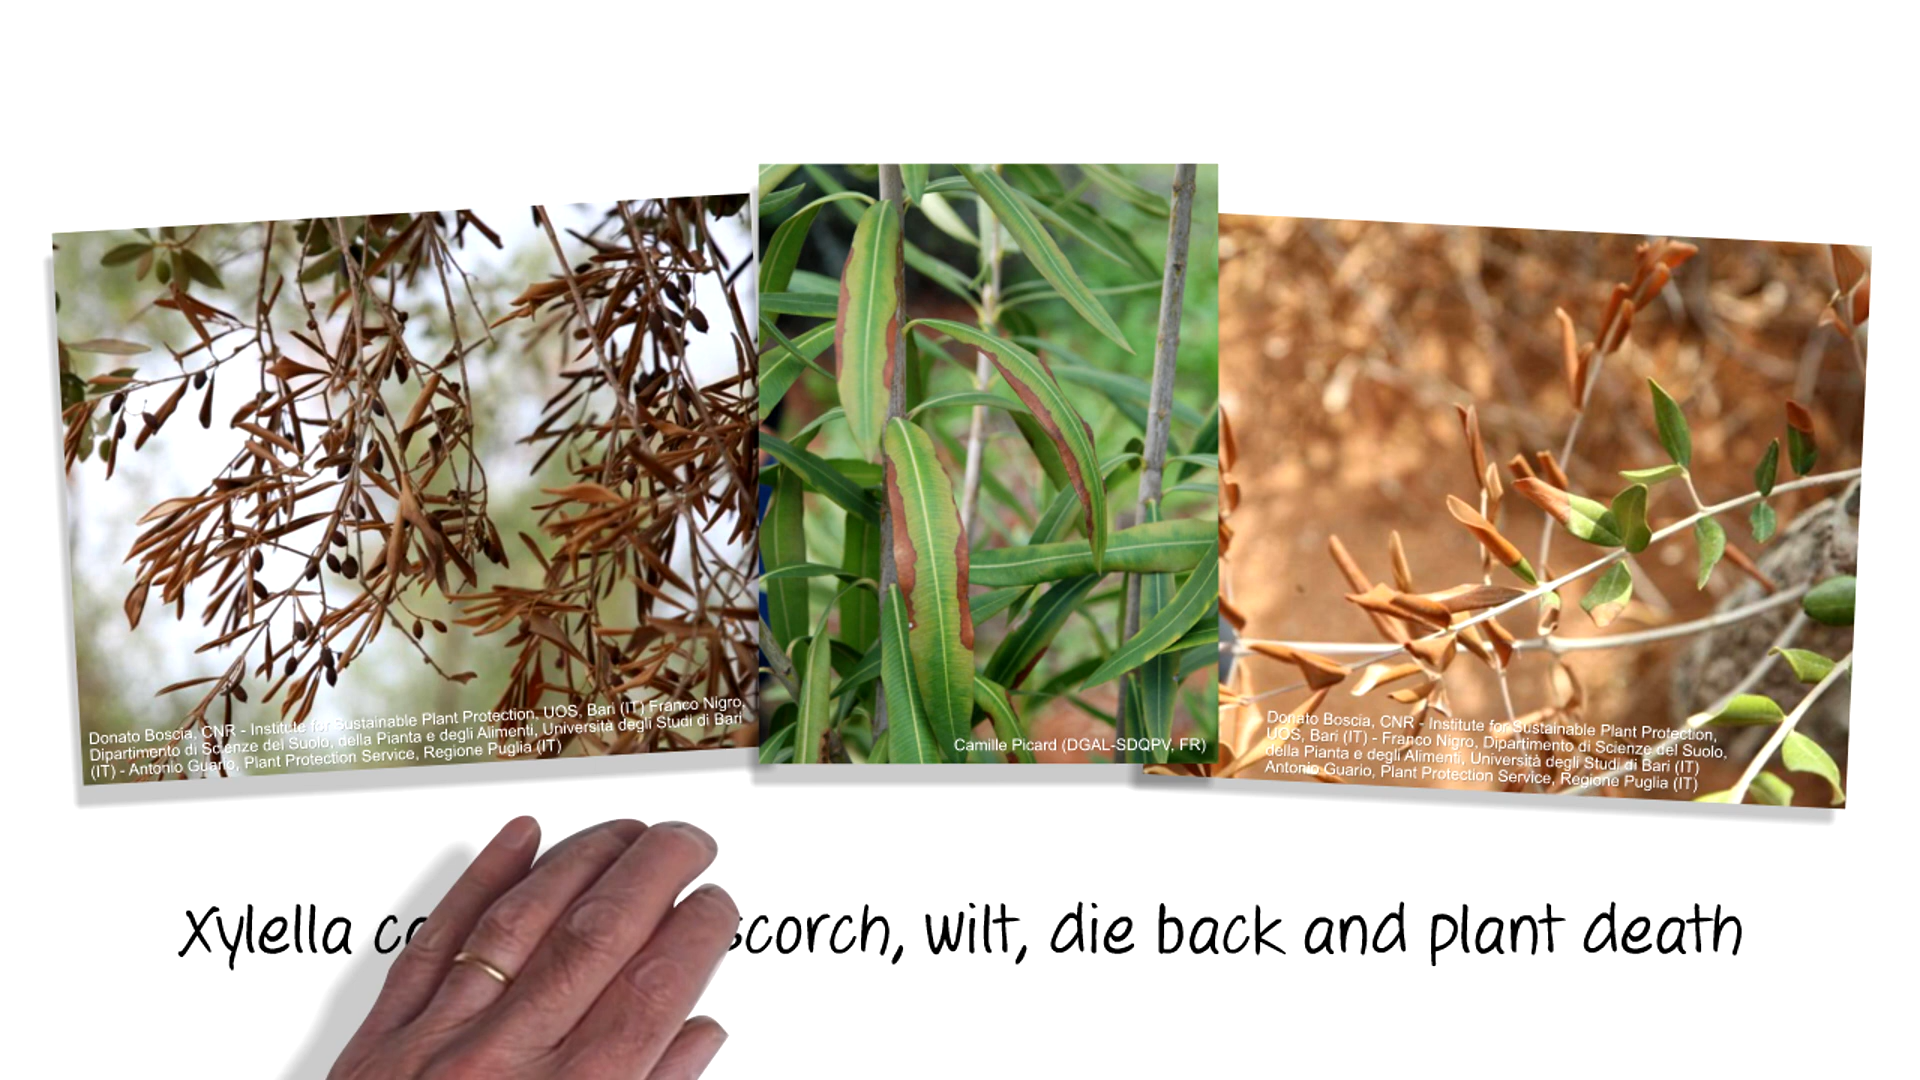 Donato Boscia, CNR - Institute for Sustainable Plant Protection, UOS, Bari (IT) Franco Nigro,
Dipartimento di Scienze del Suolo, della Pianta e degli Alimenti, Università degli Studi di Bari
(IT) - Antonio Guario, Plant Protection Service, Regione Puglia (IT)
Camille Picard (DGAL-SDQPV, FR)
Donato Boscia, CNR - Institute for Sustainable Plant Protection,
UOS, Bari (IT) - Franco Nigro, Dipartimento di Scienze del Suolo,
della Pianta e degli Alimenti, Università degli Studi di Bari (IT)
Antonio Guario, Plant Protection Service, Regione Puglia (IT)
Xylella scorch, wilt, die back and plant death